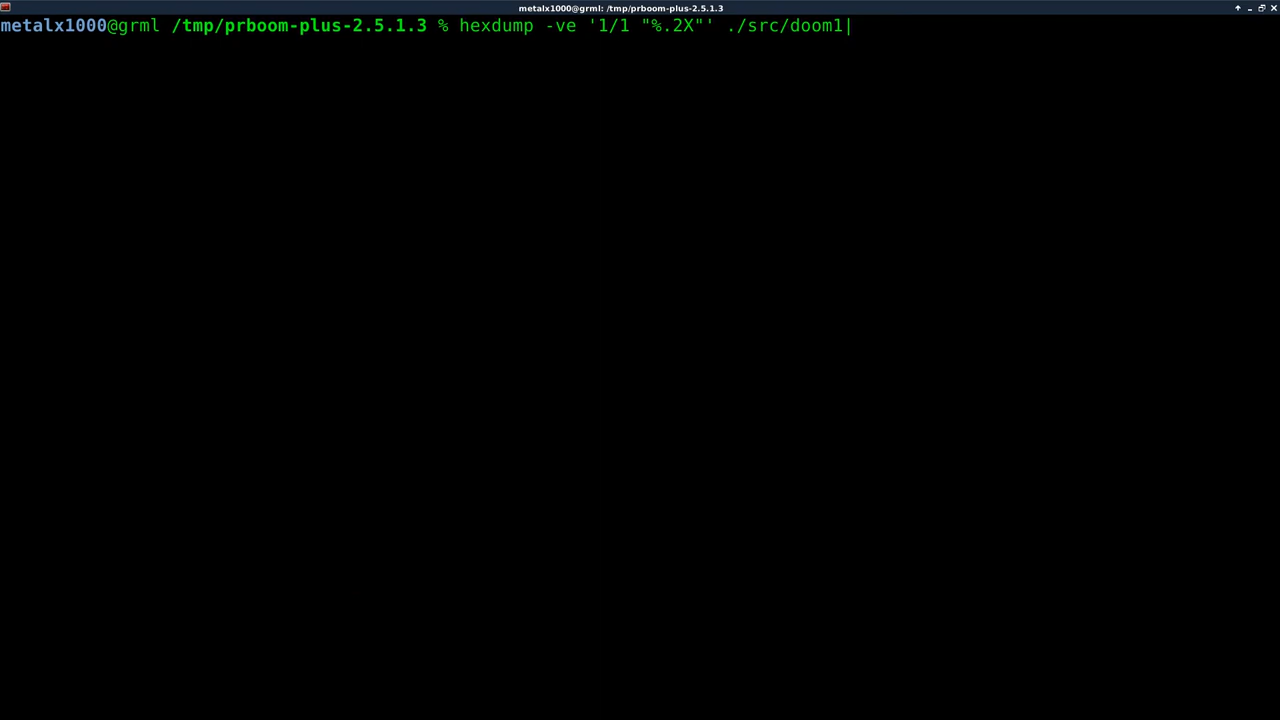 metalx1000@grml: /tmp/prboom-plus-2.5.1.3
metalx1000@grml /tmp/prboom-plus-2.5.1.3 % hexdump -ve '1/1 "%.2X"' ./src/doom1|